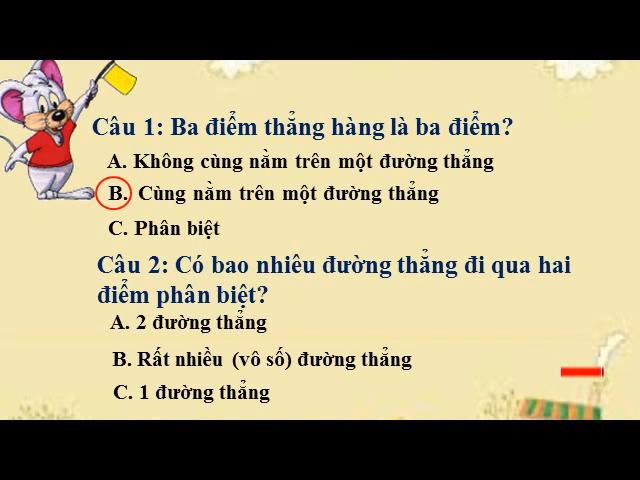 Câu 1: Ba điểm thẳng hàng là ba điểm?
A. Không cùng nằm trên một đường thẳng
B. Cùng nằm trên một đường thẳng
C. Phân biệt
Câu 2: Có bao nhiêu đường thẳng đi qua hai
điểm phân biệt?
A. 2 đường thẳng
B. Rất nhiều (vô số) đường thẳng
C. 1 đường thẳng